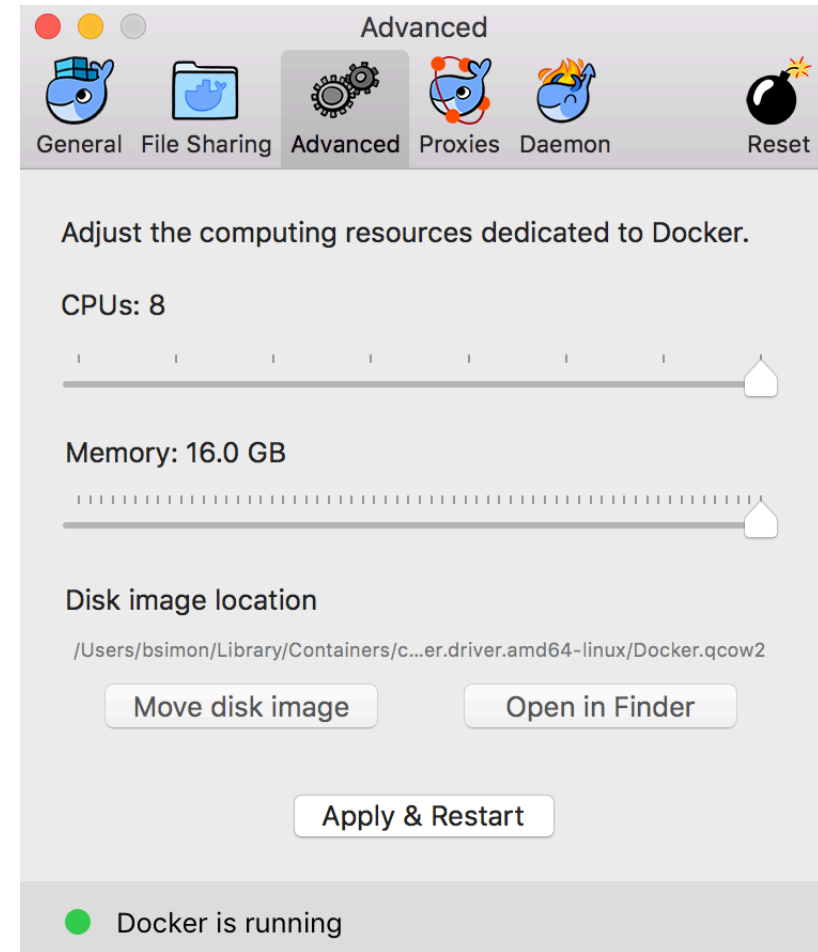 Advanced
General File Sharing Advanced Proxies Daemon Reset
Adjust the computing resources dedicated to Docker.
CPUs: 8
Memory: 16.0 GB
Disk image location
/Users/bsimon/Library/Containers/c...er.driver.amd64-linux/Docker.qcow2
Move disk image Open in Finder
Apply & Restart
Docker is running